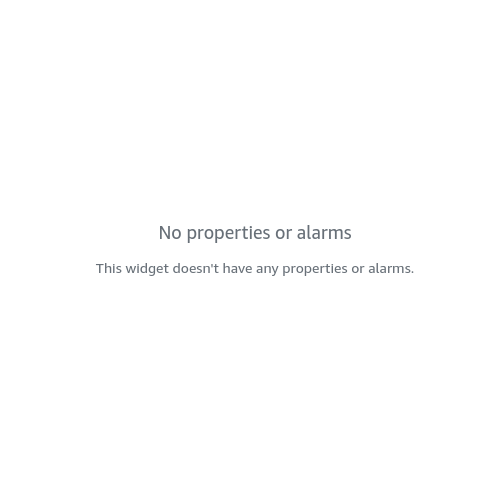 No properties or alarms
This widget doesn't have any properties or alarms.